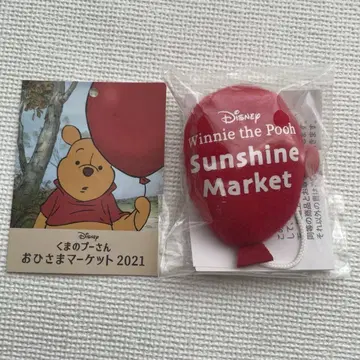 Disney
くまのプーさん
おひさまマーケット 2021
Disney
Winnie the Pooh
Sunshine
Market